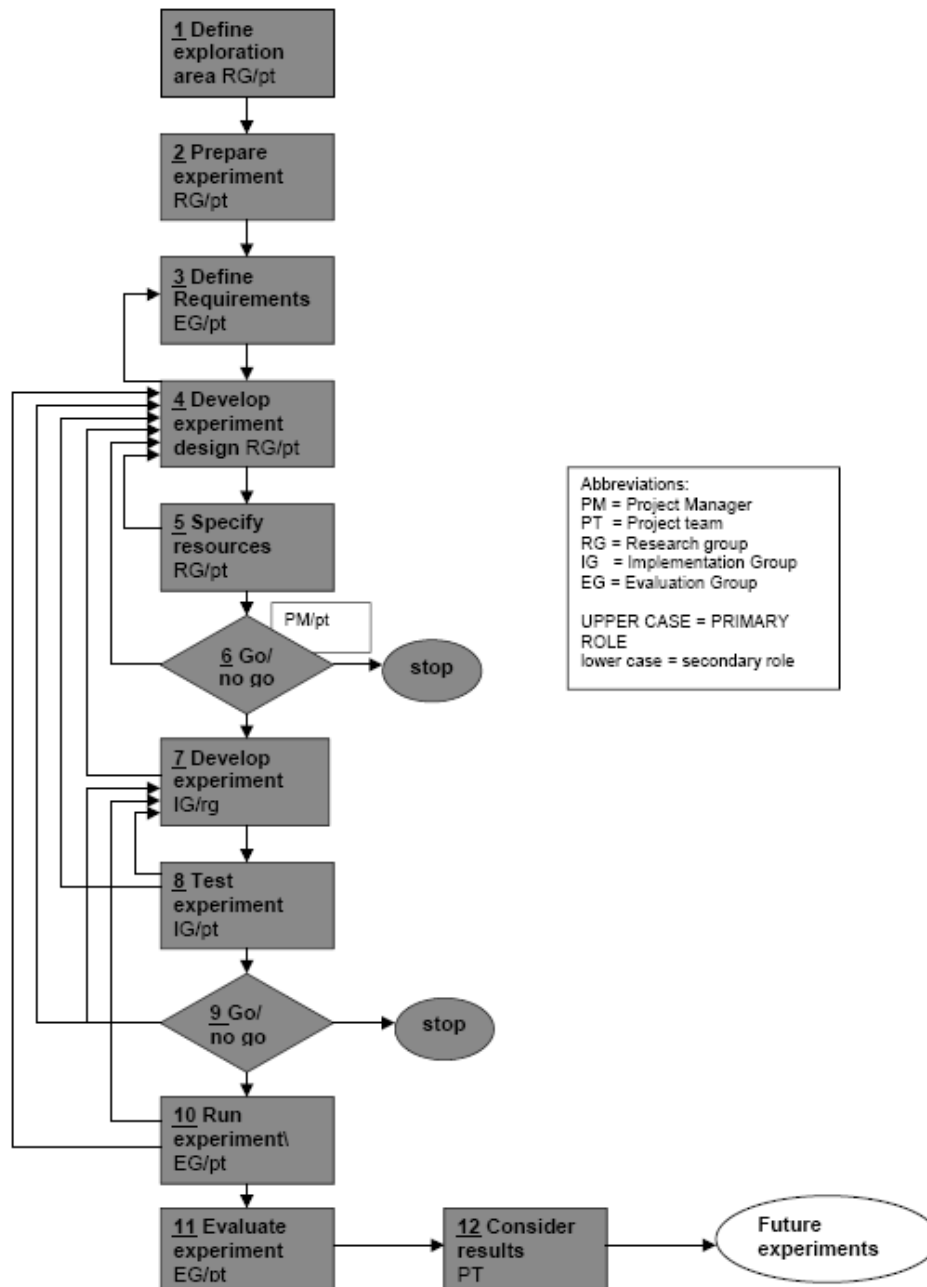 1 Define
exploration
area RG/pt
2 Prepare
experiment
RG/pt
3 Define
Requirements
EG/pt
4 Develop
experiment
design RG/pt
5 Specify
resources
RG/pt
PM/pt
6 Go/
no go
stop
Abbreviations:
PM = Project Manager
PT = Project team
RG = Research group
IG = Implementation Group
EG = Evaluation Group
UPPER CASE = PRIMARY
ROLE
lower case = secondary role
7 Develop
experiment
IG/rg
8 Test
experiment
IG/pt
9 Go/
no go
stop
10 Run
experiment\
EG/pt
11 Evaluate
experiment
EG/pt
12 Consider
results
PT
Future
experiments